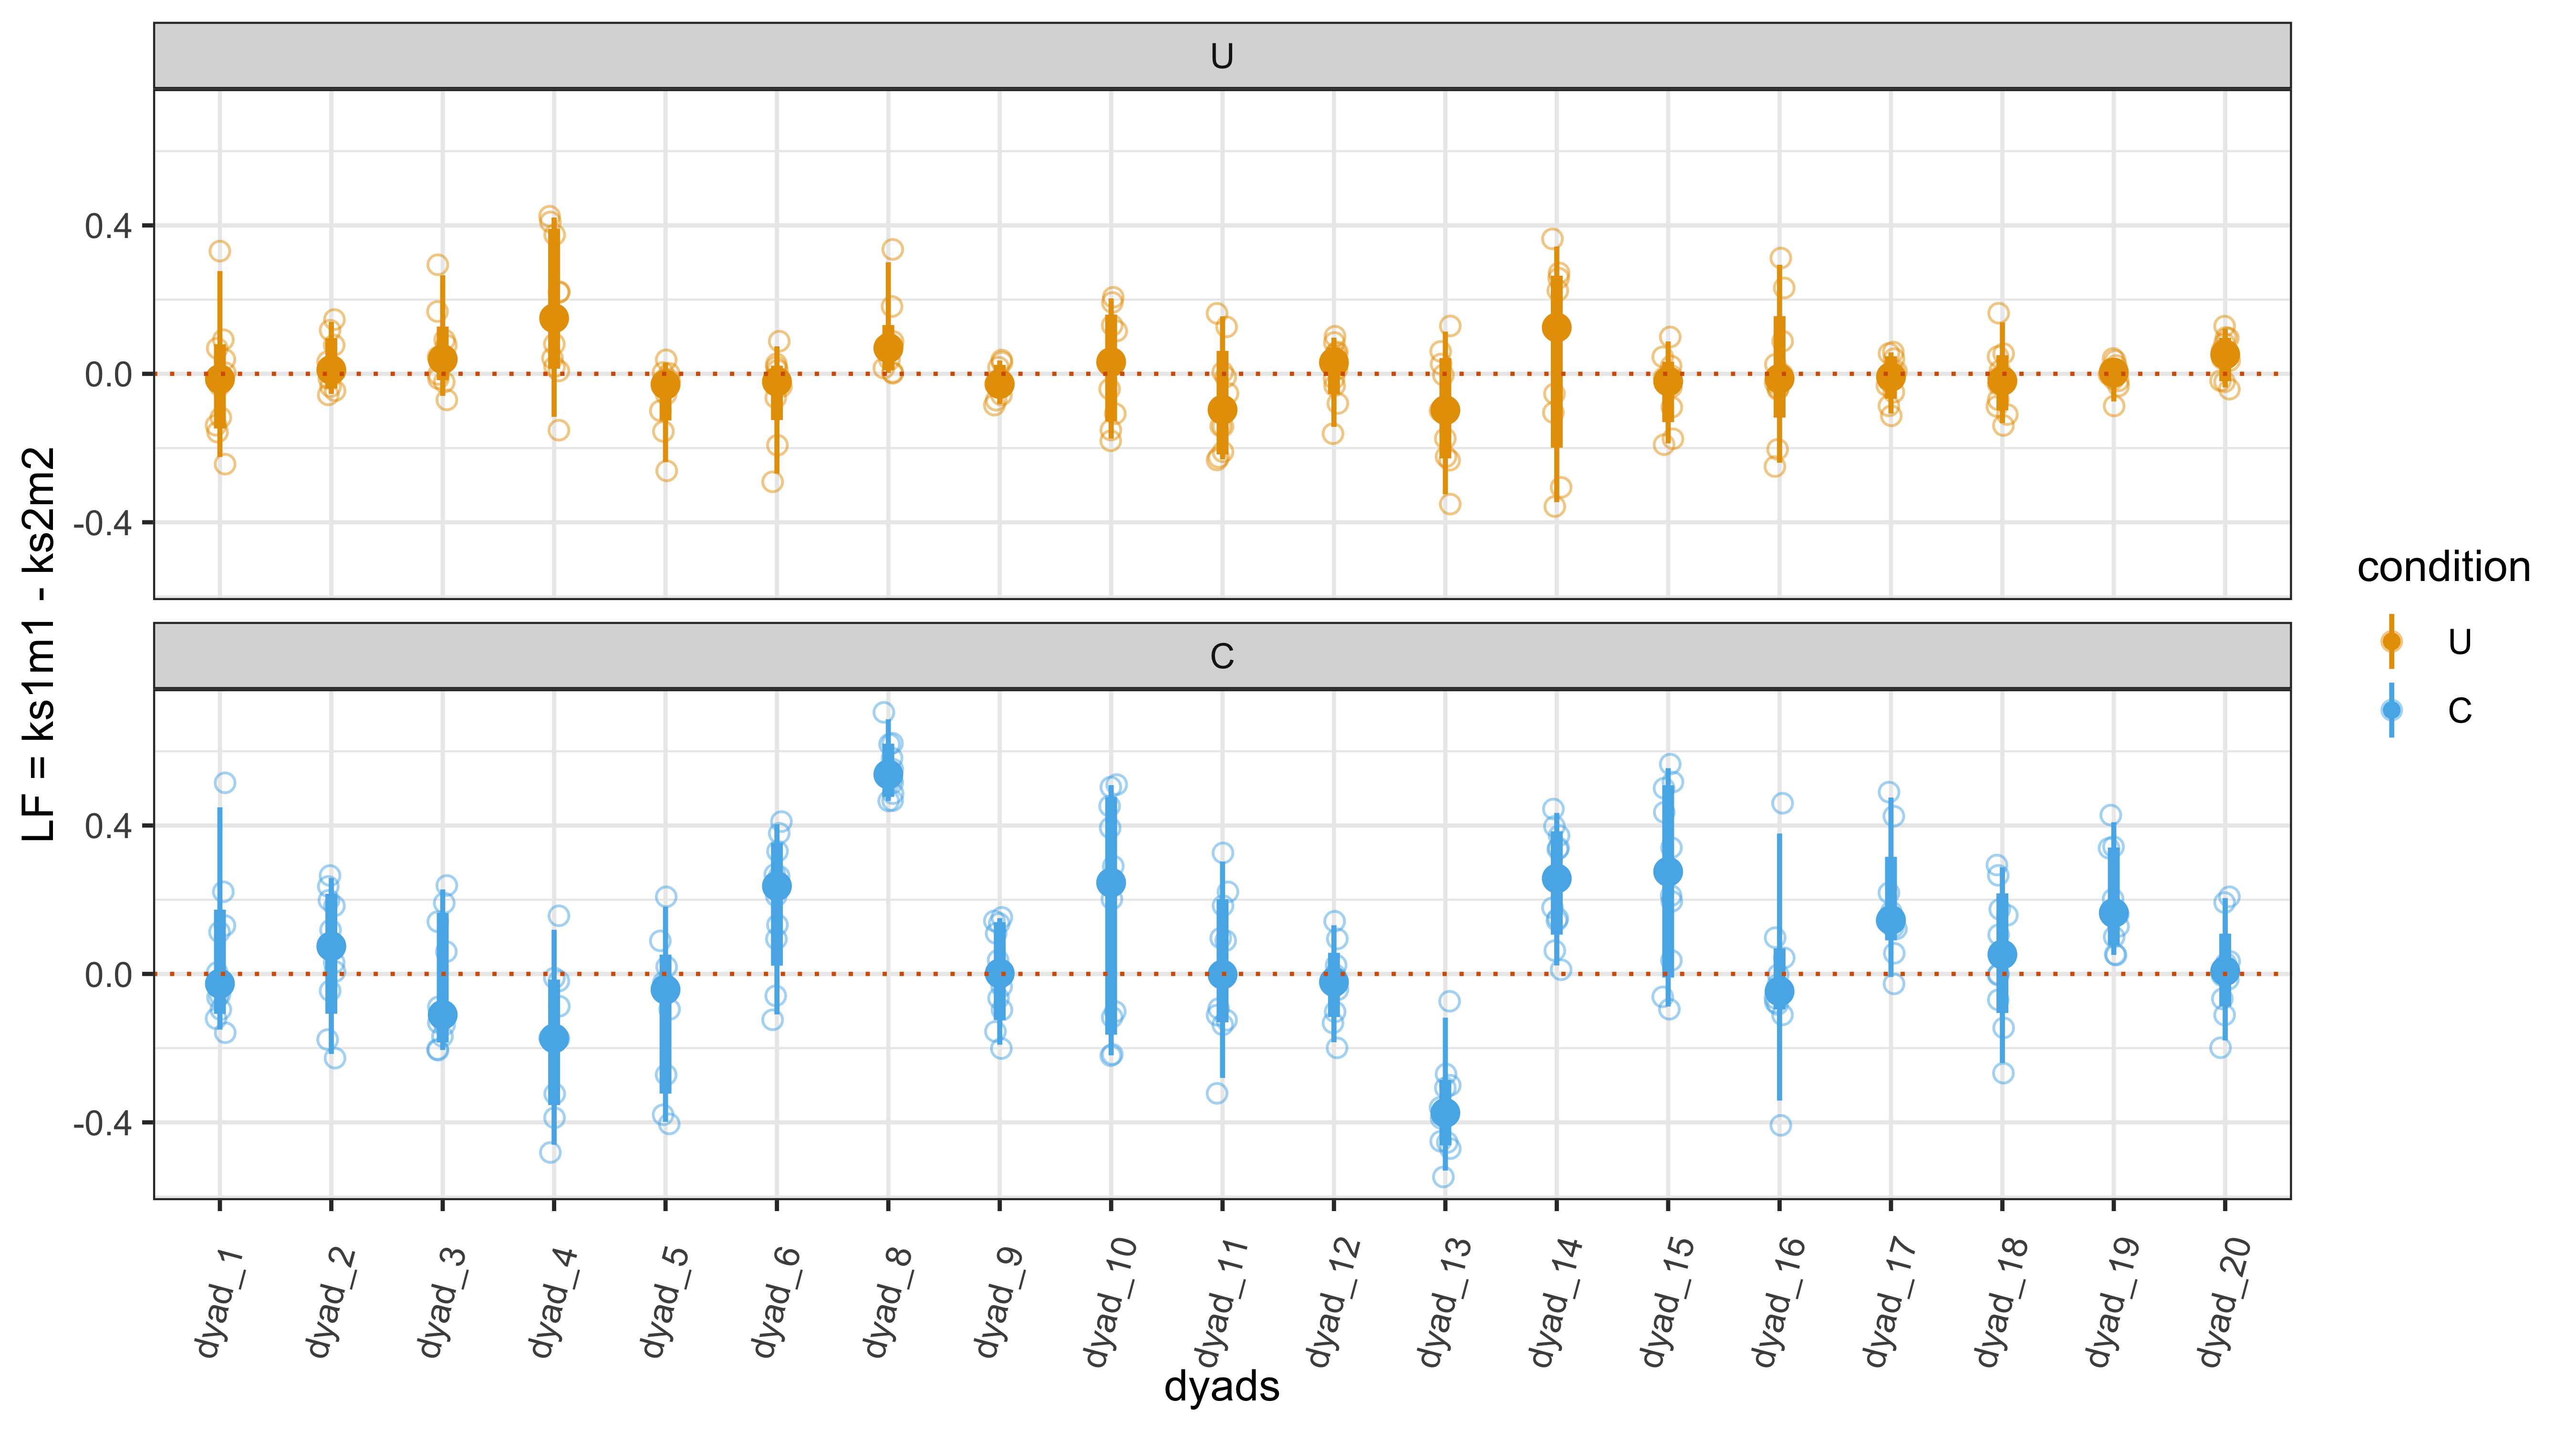 U
0.4
0.0
-0.4
C
0.4
0.0
-0.4
LF = ks1m1 - ks2m2
dyad_1
dyad_2
dyad_3
dyad_4
dyad_5
dyad_6
dyad_8
dyad_9
dyad_10
dyad_11
dyad_12
dyad_13
dyad_14
dyad_15
dyad_16
dyad_17
dyad_18
dyad_19
dyad_20
dyads
condition
U
C